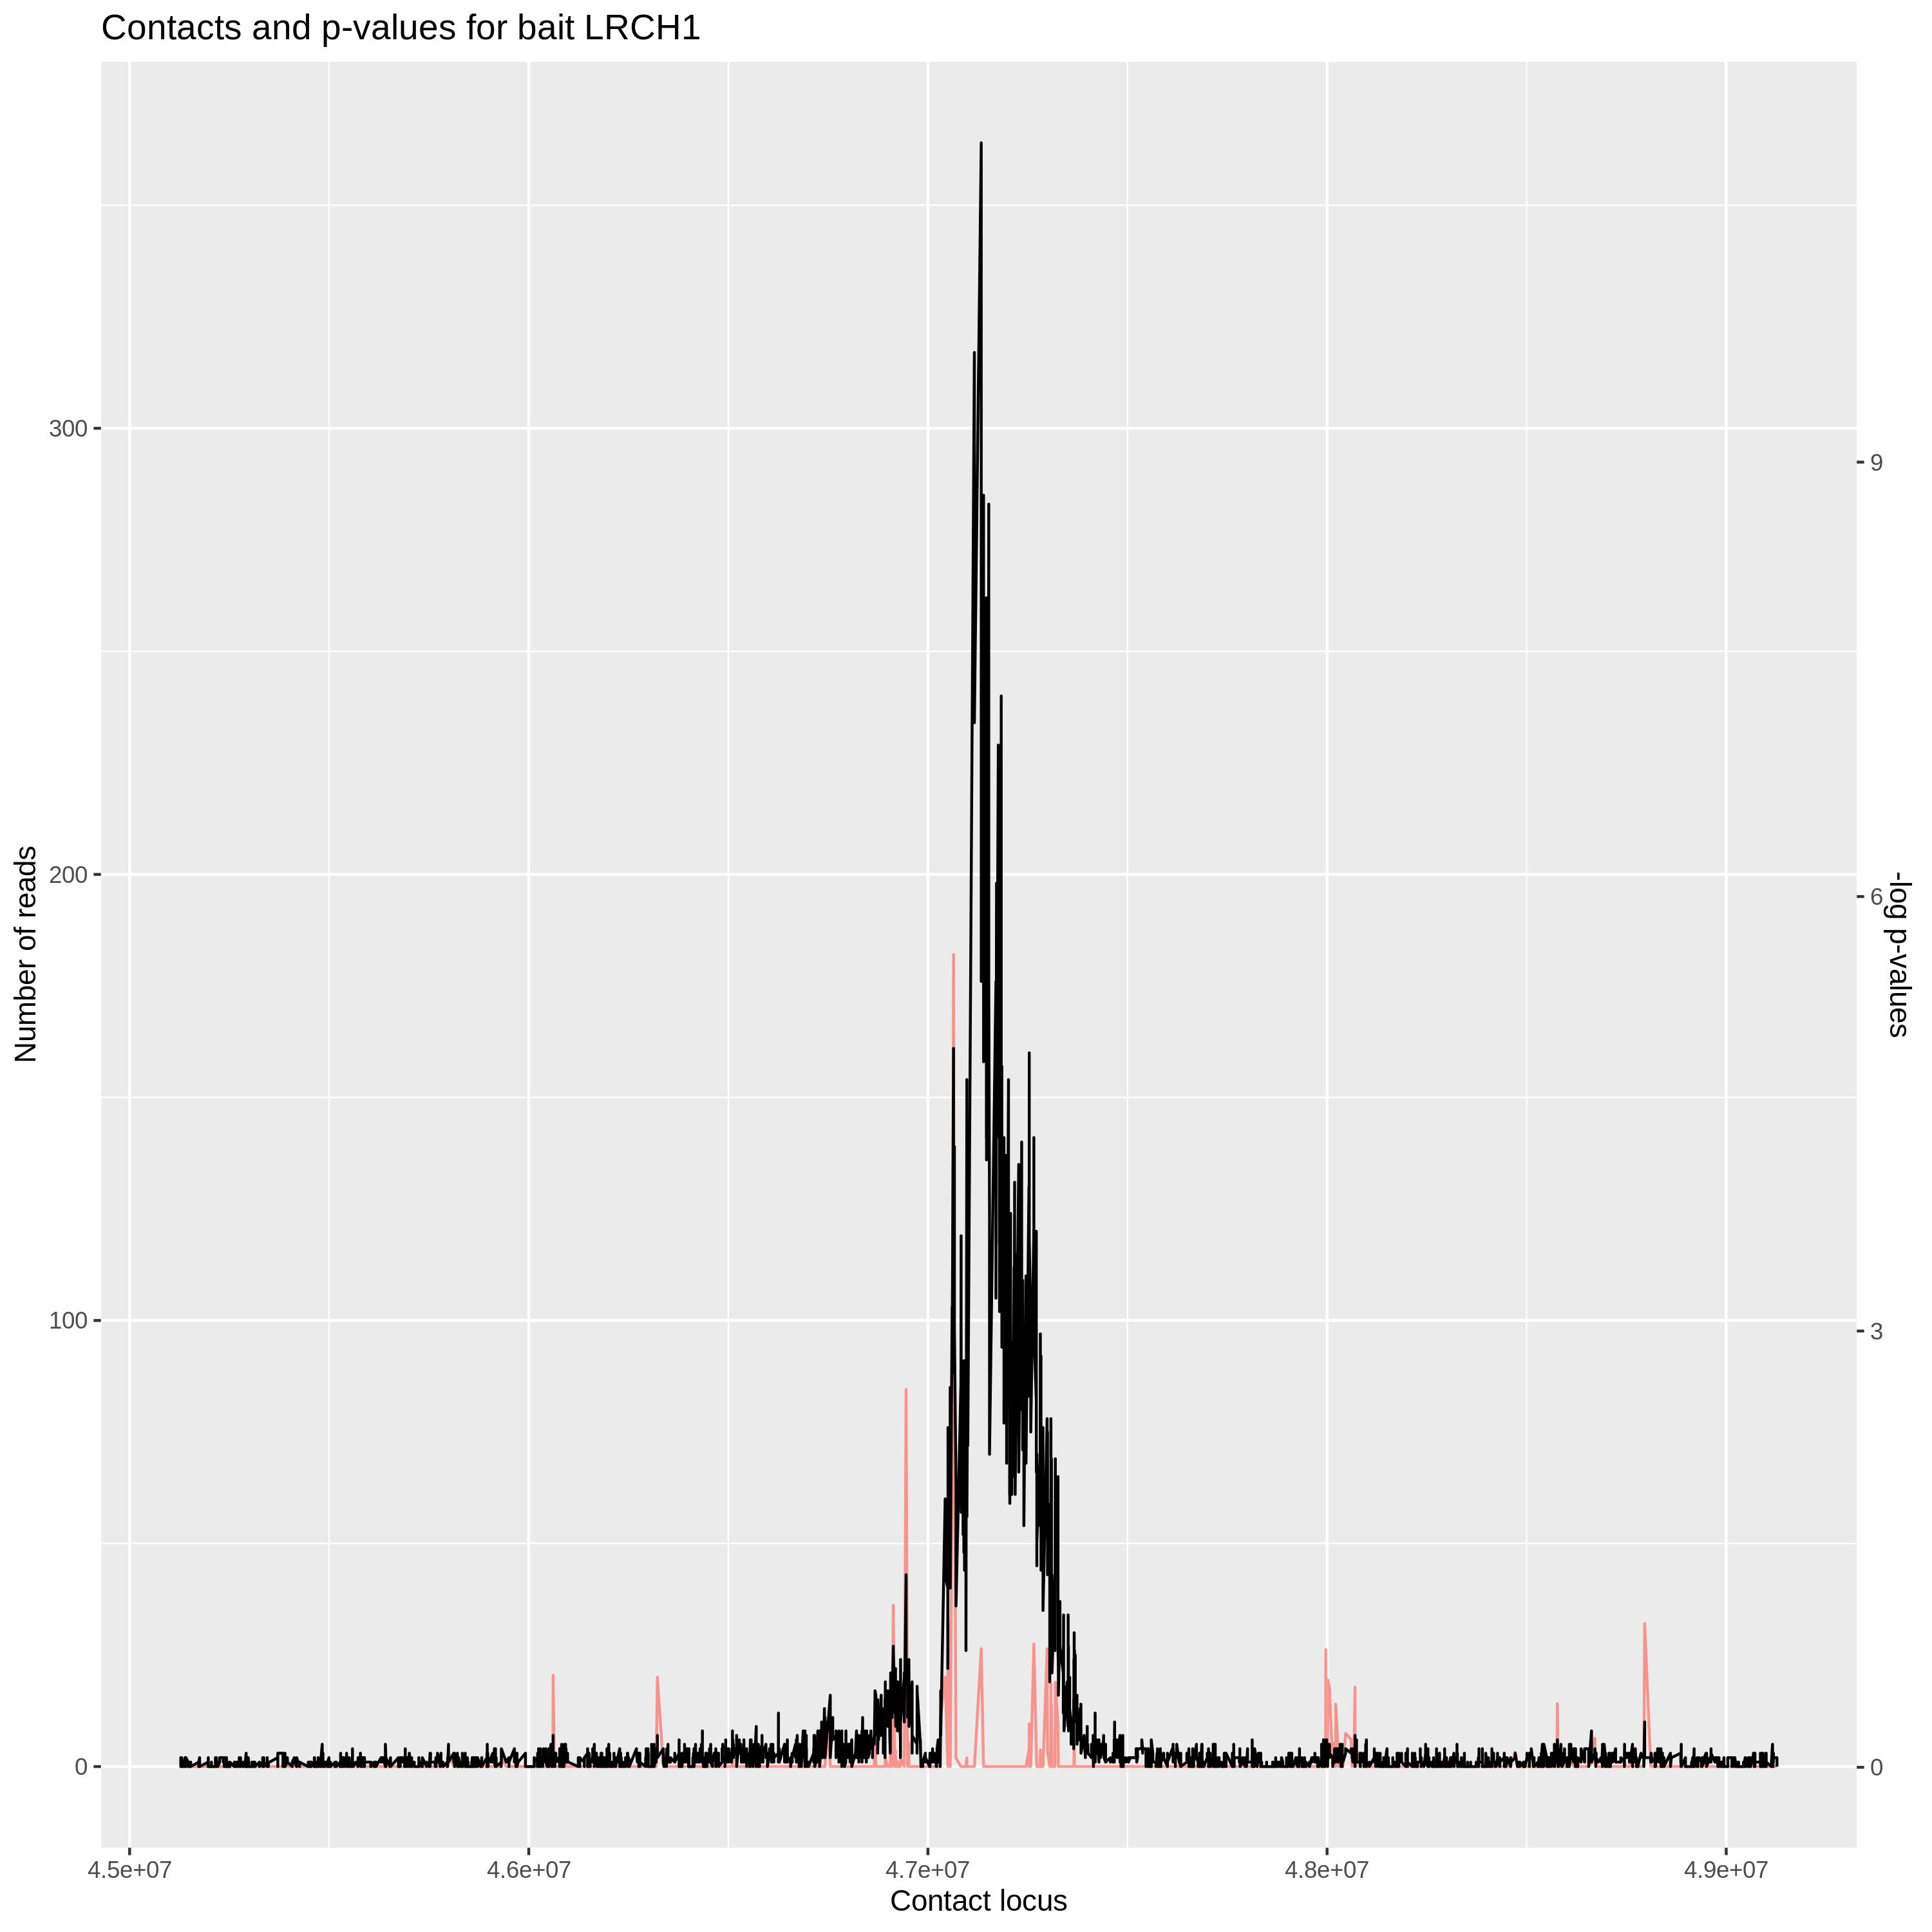 Contacts and p-values for bait LRCH1
Number of reads
300
200
100
0
9
6
3
0
-log p-values
4.5e+07 4.6e+07 4.7e+07 4.8e+07 4.9e+07
Contact locus